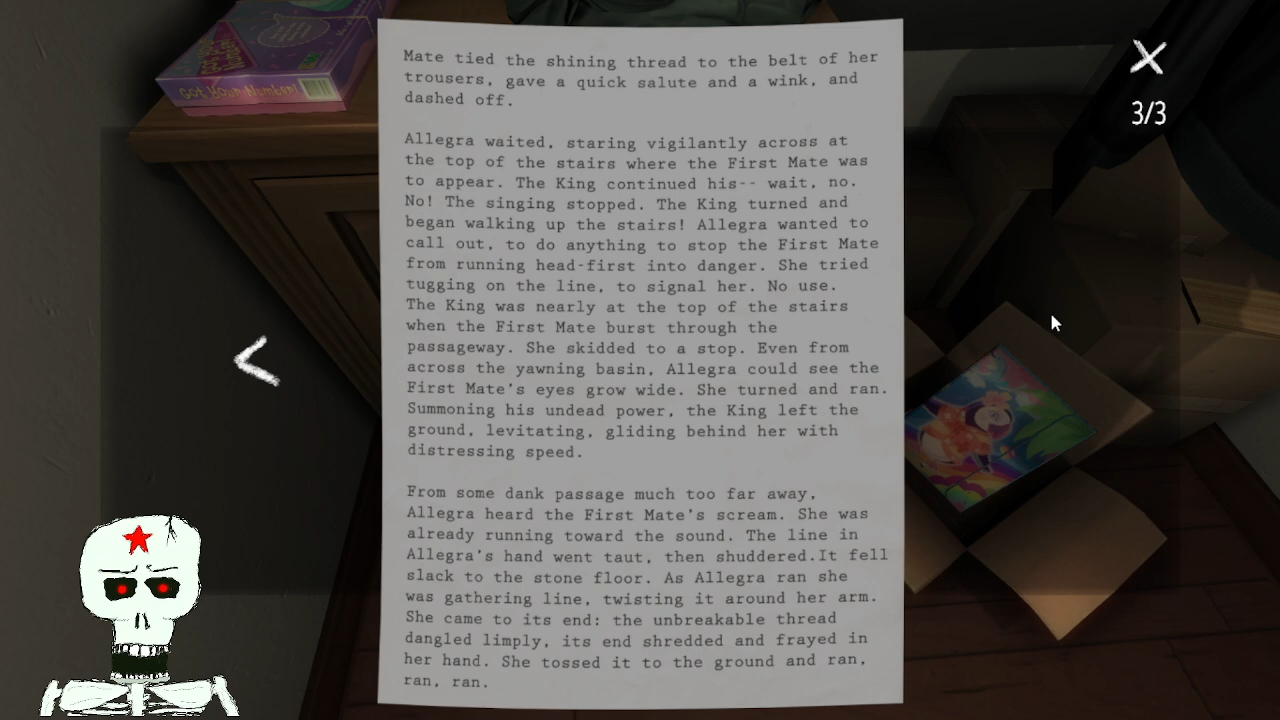 Got Your Number!
3/3
Mate tied the shining thread to the belt of her
trousers, gave a quick salute and a wink, and
dashed off.
Allegra waited, staring vigilantly across at
the top of the stairs where the First Mate was
to appear. The King continued his-- wait, no.
No! The singing stopped. The King turned and
began walking up the stairs! Allegra wanted to
call out, to do anything to stop the First Mate
from running head-first into danger. She tried
tugging on the line, to signal her. No use.
The King was nearly at the top of the stairs
when the First Mate burst through the
passageway. She skidded to a stop. Even from
across the yawning basin, Allegra could see the
First Mate's eyes grow wide. She turned and ran.
Summoning his undead power, the King left the
ground, levitating, gliding behind her with
distressing speed.
From some dank passage much too far away,
Allegra heard the First Mate's scream. She was
already running toward the sound. The line in
Allegra's hand went taut, then shuddered.It fell
slack to the stone floor. As Allegra ran she
was gathering line, twisting it around her arm.
She came to its end: the unbreakable thread
dangled limply, its end shredded and frayed in
her hand. She tossed it to the ground and ran,
ran, ran.